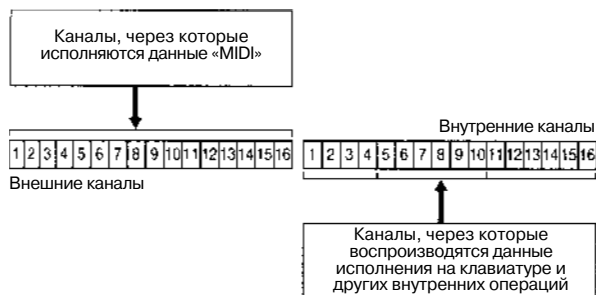 Каналы, через которые
исполняются данные «MIDI»
Внутренние каналы
1 2 3 4 5 6 7 8 9 10 11 12 13 14 15 16
1 2 3 4 5 6 7 8 9 10 11 12 13 14 15 16
Внешние каналы
Каналы, через которые
воспроизводятся данные
исполнения на клавиатуре и
других внутренних операций